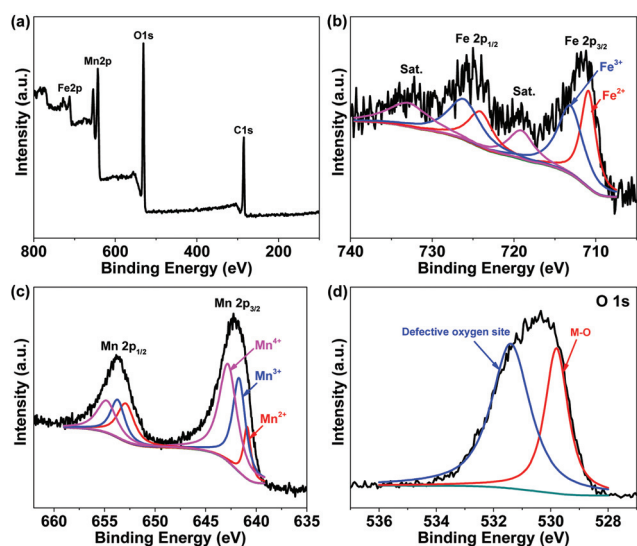 (a)
O1s
Mn2p
Fe2p
C1s
Intensity (a.u.)
800 600 400 200
Binding Energy (eV)
(b)
Fe 2p1/2
Fe 2p3/2
Sat.
Sat.
Fe3+
Fe2+
Intensity (a.u.)
740 730 720 710
Binding Energy (eV)
(c)
Mn 2p3/2
Mn 2p1/2
Mn4+
Mn3+
Mn2+
Intensity (a.u.)
660 655 650 645 640 635
Binding Energy (eV)
(d)
O 1s
Defective oxygen site
M-O
Intensity (a.u.)
536 534 532 530 528
Binding Energy (eV)